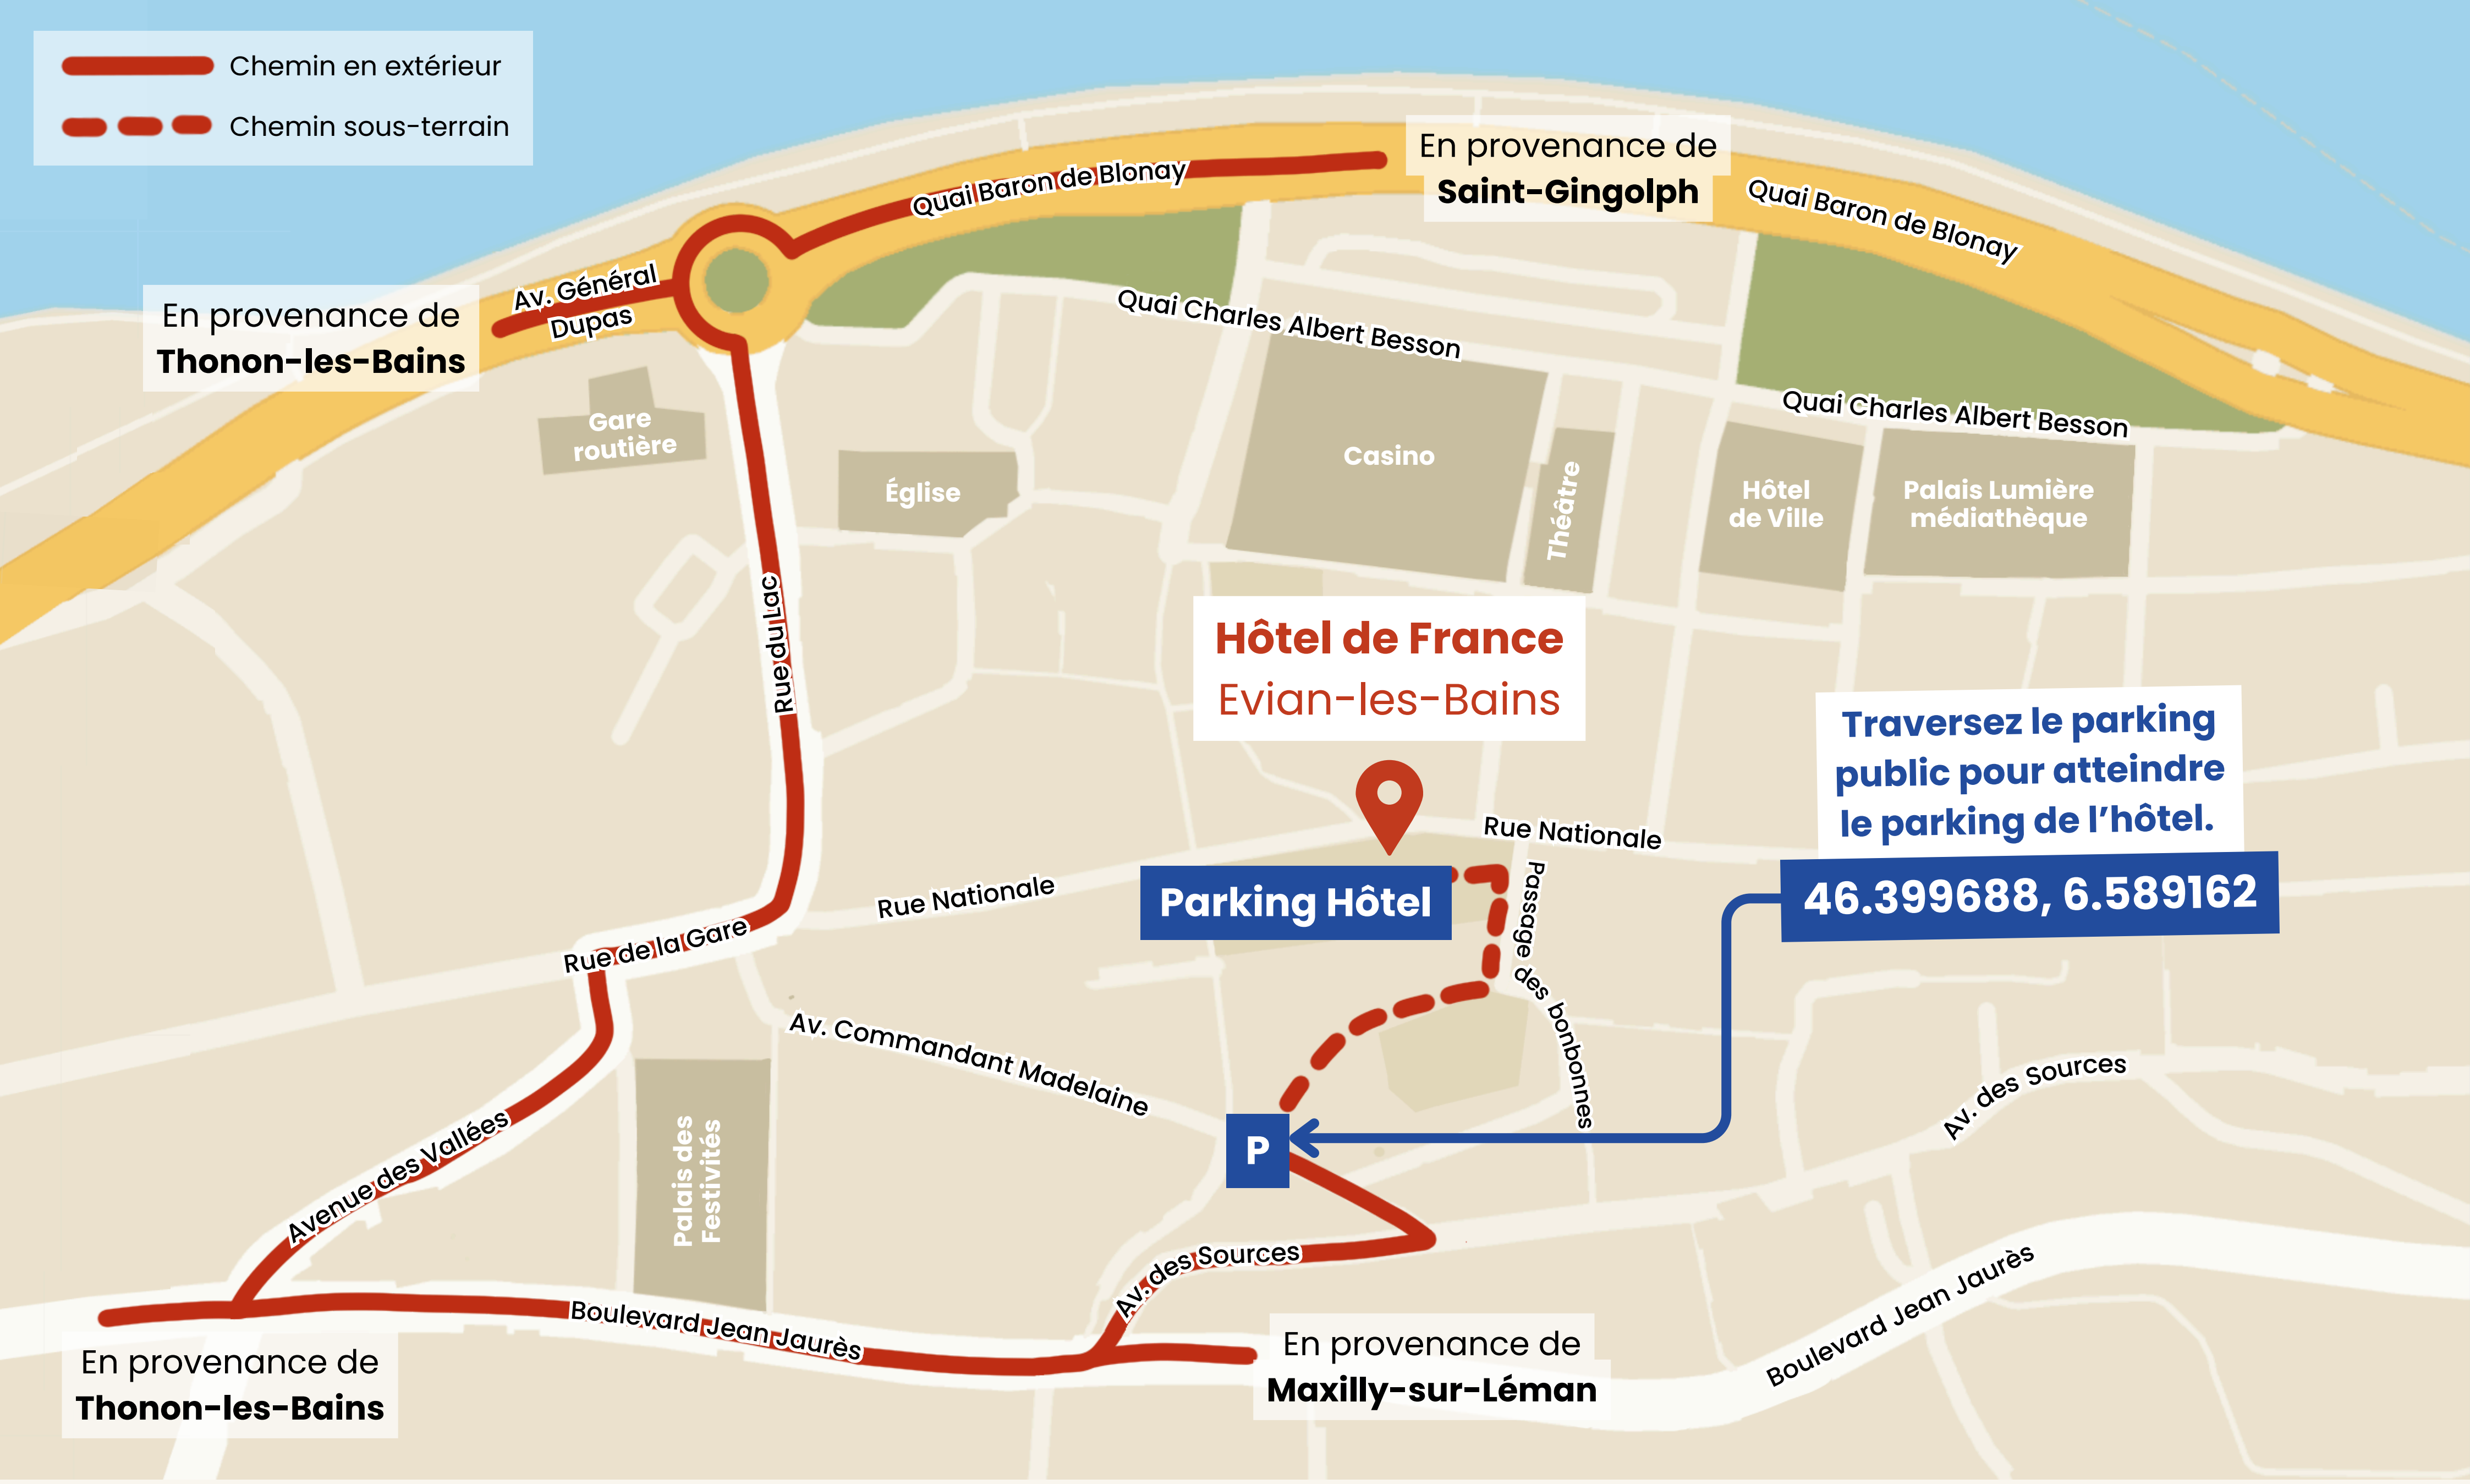 Chemin en extérieur
Chemin sous-terrain
En provenance de
Saint-Gingolph
Quai Baron de Blonay
Quai Baron de Blonay
Av. Général
Dupas
En provenance de
Thonon-les-Bains
Quai Charles Albert Besson
Quai Charles Albert Besson
Gare
routière
Église
Casino
Théâtre
Hôtel
de Ville
Palais Lumière
médiathèque
Rue du Lac
Hôtel de France
Evian-les-Bains
Traversez le parking
public pour atteindre
le parking de l'hôtel.
46.399688, 6.589162
Rue Nationale
Rue Nationale
Parking Hôtel
Passage des bonbonnes
Rue de la Gare
Av. Commandant Madelaine
Av. des Sources
P
Avenue des Vallées
Palais des
Festivités
Av. des Sources
Boulevard Jean Jaurès
Boulevard Jean Jaurès
En provenance de
Thonon-les-Bains
En provenance de
Maxilly-sur-Léman